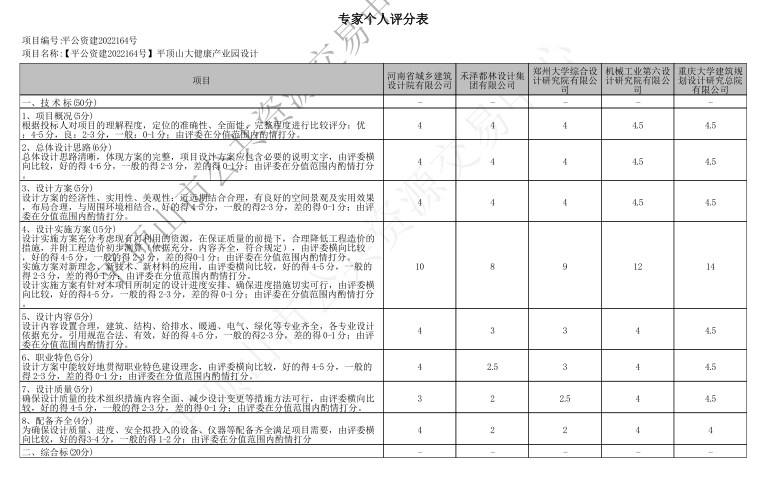 专家个人评分表
项目编号:平公资建2022164号
项目名称:【平公资建2022164号】平顶山大健康产业园设计
项目 河南省城乡建筑设计院有限公司 禾泽都林设计集团有限公司 郑州大学综合设计研究院有限公司 机械工业第六设计研究院有限公司 重庆大学建筑规划设计研究总院有限公司
一、技术标(50分) - - - - -
1、项目概况(5分)
根据投标人对项目的理解程度，定位的准确性、全面性，完整程度进行比较评分；优
：4-5分，良：2-3分，一般：0-1分；由评委在分值范围内酌情打分。
4 4 4 4.5 4.5
2、总体设计思路(6分)
总体设计思路清晰，体现方案的完整，项目设计方案应包含必要的说明文字，由评委横
向比较，好的得4-6分，一般的得2-3分，差的得0-1分；由评委在分值范围内酌情打分
。
4 4 4 4.5 4.5
3、设计方案(5分)
设计方案的经济性、实用性、美观性；近远期结合合理，有良好的空间景观及实用效果
，布局合理，与周围环境相结合，好的得4-5分，一般的得2-3分，差的得0-1分；由评
委在分值范围内酌情打分。
4 4 4 4.5 4.5
4、设计实施方案(15分)
设计实施方案充分考虑现有可利用的资源，在保证质量的前提下，合理降低工程造价的
措施，并附工程造价初步测算（依据充分，内容齐全，符合规定），由评委横向比较
，好的得4-5分，一般的得2-3分，差的得0-1分；由评委在分值范围内酌情打分。
实施方案对新理念、新技术、新材料的应用，由评委横向比较，好的得4-5分，一般的
得2-3分，差的得0-1分；由评委在分值范围内酌情打分。
设计实施方案有针对本项目所制定的设计进度安排、确保进度措施切实可行，由评委横
向比较，好的得4-5分，一般的得2-3分，差的得0-1分；由评委在分值范围内酌情打分
。
10 8 9 12 14
5、设计内容(5分)
设计内容设置合理，建筑、结构、给排水、暖通、电气、绿化等专业齐全，各专业设计
依据充分，引用规范合法、有效，好的得4-5分，一般的得2-3分，差的得0-1分；由评
委在分值范围内酌情打分。
4 3 3 4 4.5
6、职业特色(5分)
设计方案中能较好地贯彻职业特色建设理念，由评委横向比较，好的得4-5分，一般的
得2-3分，差的得0-1分；由评委在分值范围内酌情打分。
4 2.5 3 4 4.5
7、设计质量(5分)
确保设计质量的技术组织措施内容全面、减少设计变更等措施方法可行，由评委横向比
较，好的得4-5分，一般的得2-3分，差的得0-1分；由评委在分值范围内酌情打分。
3 2 2.5 4 4.5
8、配备齐全(4分)
为确保设计质量、进度、安全拟投入的设备、仪器等配备齐全满足项目需要，由评委横
向比较，好的得3-4分，一般的得1-2分；由评委在分值范围内酌情打分
4 2 2 4 4
二、综合标(20分) - - - - -
平顶山市公共资源交易中心
平顶山市公共资源交易中心